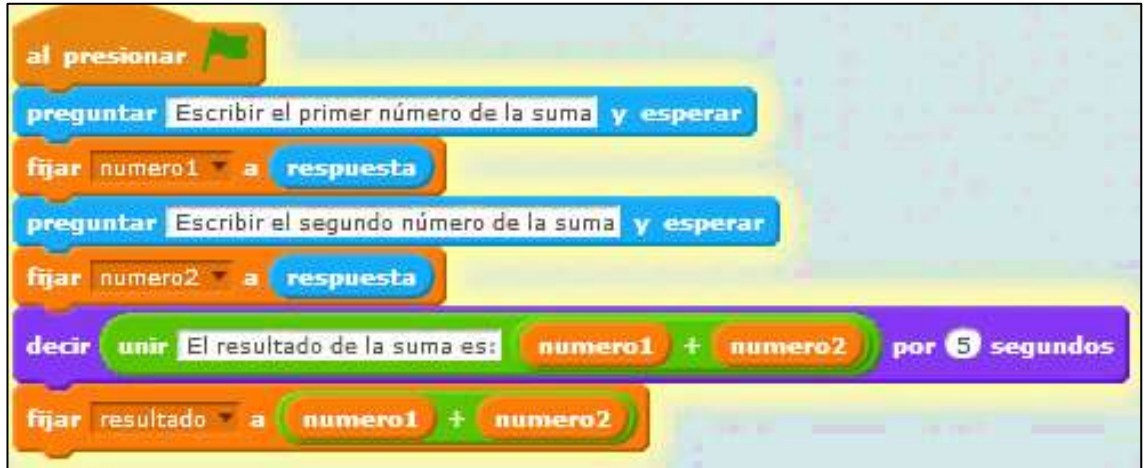 al presionar
preguntar Escribir el primer número de la suma y esperar
fijar numero1 a respuesta
preguntar Escribir el segundo número de la suma y esperar
fijar numero2 a respuesta
decir unir El resultado de la suma es: numero1 + numero2 por 5 segundos
fijar resultado a numero1 + numero2